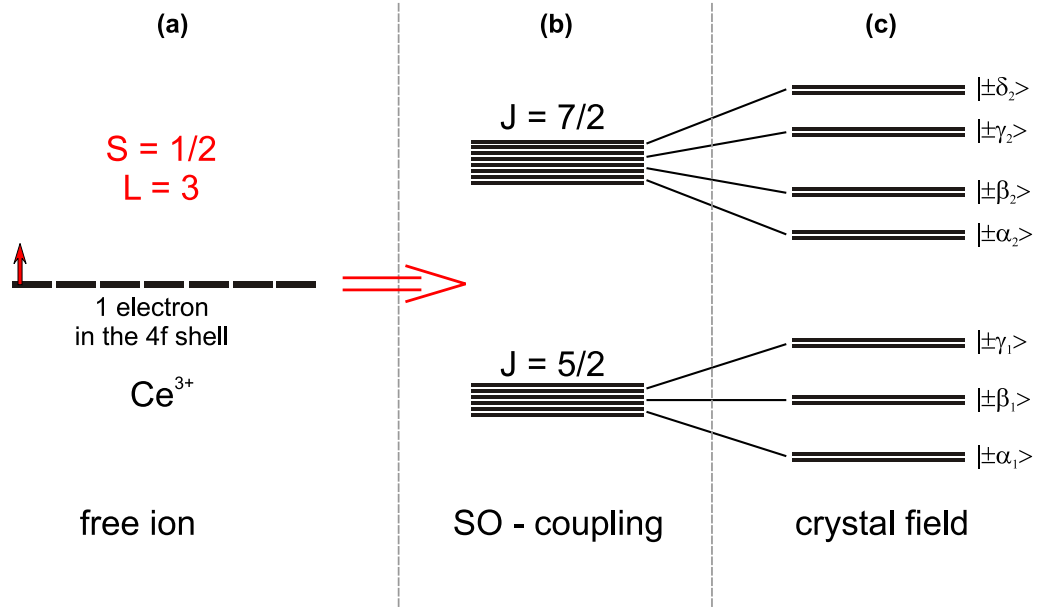 (a)
S = 1/2
L = 3
1 electron
in the 4f shell
Ce³⁺
free ion
(b)
J = 7/2
J = 5/2
SO - coupling
(c)
|±δ₂>
|±γ₂>
|±β₂>
|±α₂>
|±γ₁>
|±β₁>
|±α₁>
crystal field